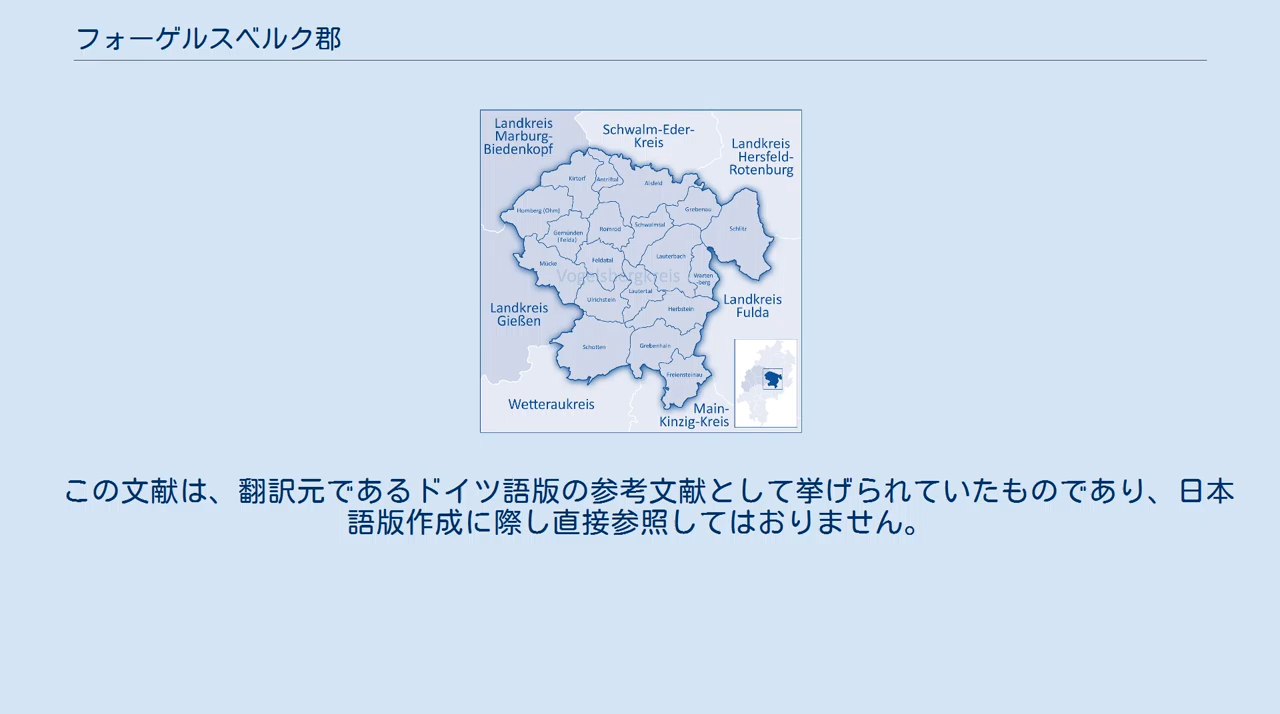 フォーゲルスベルク郡
Landkreis
Marburg-
Biedenkopf
Schwalm-Eder-
Kreis
Landkreis
Hersfeld-
Rotenburg
Kirtorf
Antrifttal
Alsfeld
Homberg (Ohm)
Grebenau
Gemünden
(Felda)
Romrod
Schwalmtal
Schlitz
Mücke
Feldatal
Lauterbach
Vogelsbergkreis
Warten
-berg
Ulrichstein
Lautertal
Herbstein
Landkreis
Gießen
Landkreis
Fulda
Schotten
Grebenhain
Freiensteinau
Wetteraukreis
Main-
Kinzig-Kreis
この文献は、翻訳元であるドイツ語版の参考文献として挙げられていたものであり、日本
語版作成に際し直接参照してはおりません。